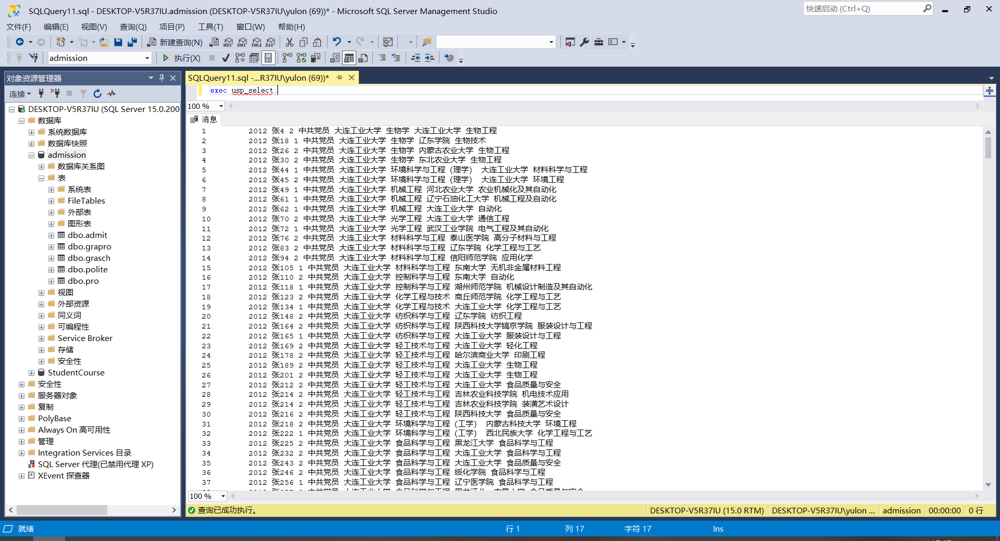 SQLQuery11.sql - DESKTOP-V5R37IU.admission (DESKTOP-V5R37IU\yulon (69))* - Microsoft SQL Server Management Studio
快速启动 (Ctrl+Q)
文件(F) 编辑(E) 视图(V) 查询(Q) 项目(P) 工具(T) 窗口(W) 帮助(H)
新建查询(N) MDX DMX XMLA DAX
admission 执行(X)
对象资源管理器
连接
DESKTOP-V5R37IU (SQL Server 15.0.200
数据库
系统数据库
数据库快照
admission
数据库关系图
表
系统表
FileTables
外部表
图形表
dbo.admit
dbo.grapro
dbo.grasch
dbo.polite
dbo.pro
视图
外部资源
同义词
可编程性
Service Broker
存储
安全性
StudentCourse
安全性
服务器对象
复制
PolyBase
Always On 高可用性
管理
Integration Services 目录
SQL Server 代理(已禁用代理 XP)
XEvent 探查器
SQLQuery11.sql -...R37IU\yulon (69))*
exec usp_select;
100 %
消息
1 2012 张4 2 中共党员 大连工业大学 生物学 大连工业大学 生物工程
2 2012 张18 1 中共党员 大连工业大学 生物学 辽东学院 生物技术
3 2012 张26 2 中共党员 大连工业大学 生物学 内蒙古农业大学 生物工程
4 2012 张30 2 中共党员 大连工业大学 生物学 东北农业大学 生物工程
5 2012 张44 1 中共党员 大连工业大学 环境科学与工程（理学） 大连工业大学 材料科学与工程
6 2012 张45 2 中共党员 大连工业大学 环境科学与工程（理学） 大连工业大学 环境工程
7 2012 张49 1 中共党员 大连工业大学 机械工程 河北农业大学 农业机械化及其自动化
8 2012 张61 1 中共党员 大连工业大学 机械工程 辽宁石油化工大学 机械工程及自动化
9 2012 张62 1 中共党员 大连工业大学 机械工程 大连工业大学 自动化
10 2012 张70 2 中共党员 大连工业大学 光学工程 大连工业大学 通信工程
11 2012 张72 1 中共党员 大连工业大学 光学工程 武汉工业学院 电气工程及其自动化
12 2012 张76 2 中共党员 大连工业大学 材料科学与工程 泰山医学院 高分子材料与工程
13 2012 张83 2 中共党员 大连工业大学 材料科学与工程 辽东学院 化学工程与工艺
14 2012 张94 2 中共党员 大连工业大学 材料科学与工程 信阳师范学院 应用化学
15 2012 张105 1 中共党员 大连工业大学 材料科学与工程 东南大学 无机非金属材料工程
16 2012 张110 2 中共党员 大连工业大学 控制科学与工程 东南大学 自动化
17 2012 张118 1 中共党员 大连工业大学 控制科学与工程 湖州师范学院 机械设计制造及其自动化
18 2012 张123 2 中共党员 大连工业大学 化学工程与技术 商丘师范学院 化学工程与工艺
19 2012 张134 1 中共党员 大连工业大学 化学工程与技术 大连工业大学 化学工程与工艺
20 2012 张148 2 中共党员 大连工业大学 纺织科学与工程 辽东学院 纺织工程
21 2012 张164 2 中共党员 大连工业大学 纺织科学与工程 陕西科技大学镐京学院 服装设计与工程
22 2012 张165 1 中共党员 大连工业大学 纺织科学与工程 大连工业大学 服装设计与工程
23 2012 张169 2 中共党员 大连工业大学 轻工技术与工程 大连工业大学 轻化工程
24 2012 张178 2 中共党员 大连工业大学 轻工技术与工程 哈尔滨商业大学 印刷工程
25 2012 张189 2 中共党员 大连工业大学 轻工技术与工程 大连工业大学 生物工程
26 2012 张201 2 中共党员 大连工业大学 轻工技术与工程 大连工业大学 生物工程
27 2012 张212 2 中共党员 大连工业大学 轻工技术与工程 大连工业大学 食品质量与安全
28 2012 张214 2 中共党员 大连工业大学 轻工技术与工程 吉林农业科技学院 机电技术应用
29 2012 张214 2 中共党员 大连工业大学 轻工技术与工程 吉林农业科技学院 装潢艺术设计
30 2012 张216 2 中共党员 大连工业大学 轻工技术与工程 陕西科技大学 食品质量与安全
31 2012 张218 2 中共党员 大连工业大学 环境科学与工程（工学） 内蒙古科技大学 环境工程
32 2012 张222 1 中共党员 大连工业大学 环境科学与工程（工学） 西北民族大学 化学工程与工艺
33 2012 张225 2 中共党员 大连工业大学 食品科学与工程 黑龙江大学 食品科学与工程
34 2012 张232 2 中共党员 大连工业大学 食品科学与工程 大连工业大学 食品科学与工程
35 2012 张243 2 中共党员 大连工业大学 食品科学与工程 大连工业大学 食品质量与安全
36 2012 张246 2 中共党员 大连工业大学 食品科学与工程 绥化学院 食品科学与工程
37 2012 张256 1 中共党员 大连工业大学 食品科学与工程 辽宁医学院 食品科学与工程
100 %
查询已成功执行。 DESKTOP-V5R37IU (15.0 RTM) DESKTOP-V5R37IU\yulon ... admission 00:00:00 0 行
就绪 行 1 列 17 字符 17 Ins